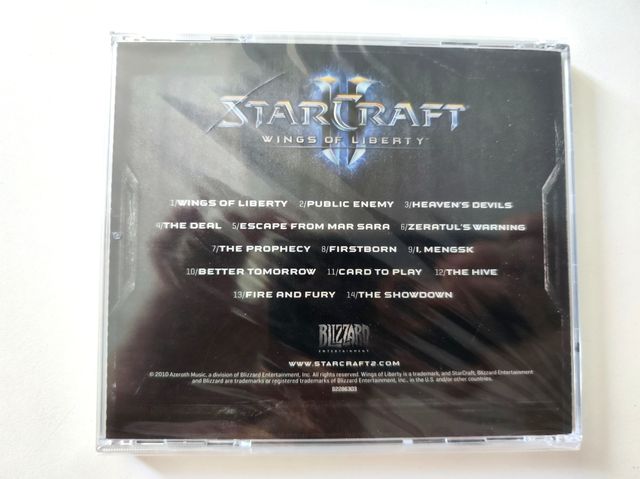 STARCRAFT
II
WINGS OF LIBERTY
1/WINGS OF LIBERTY 2/PUBLIC ENEMY 3/HEAVEN'S DEVILS
4/THE DEAL 5/ESCAPE FROM MAR SARA 6/ZERATUL'S WARNING
7/THE PROPHECY 8/FIRSTBORN 9/I, MENGSK
10/BETTER TOMORROW 11/CARD TO PLAY 12/THE HIVE
13/FIRE AND FURY 14/THE SHOWDOWN
BLIZZARD
ENTERTAINMENT
WWW.STARCRAFT2.COM
© 2010 Azeroth Music, a division of Blizzard Entertainment, Inc. All rights reserved. Wings of Liberty is a trademark, and StarCraft, Blizzard Entertainment
and Blizzard are trademarks or registered trademarks of Blizzard Entertainment, Inc., in the U.S. and/or other countries.
82286303